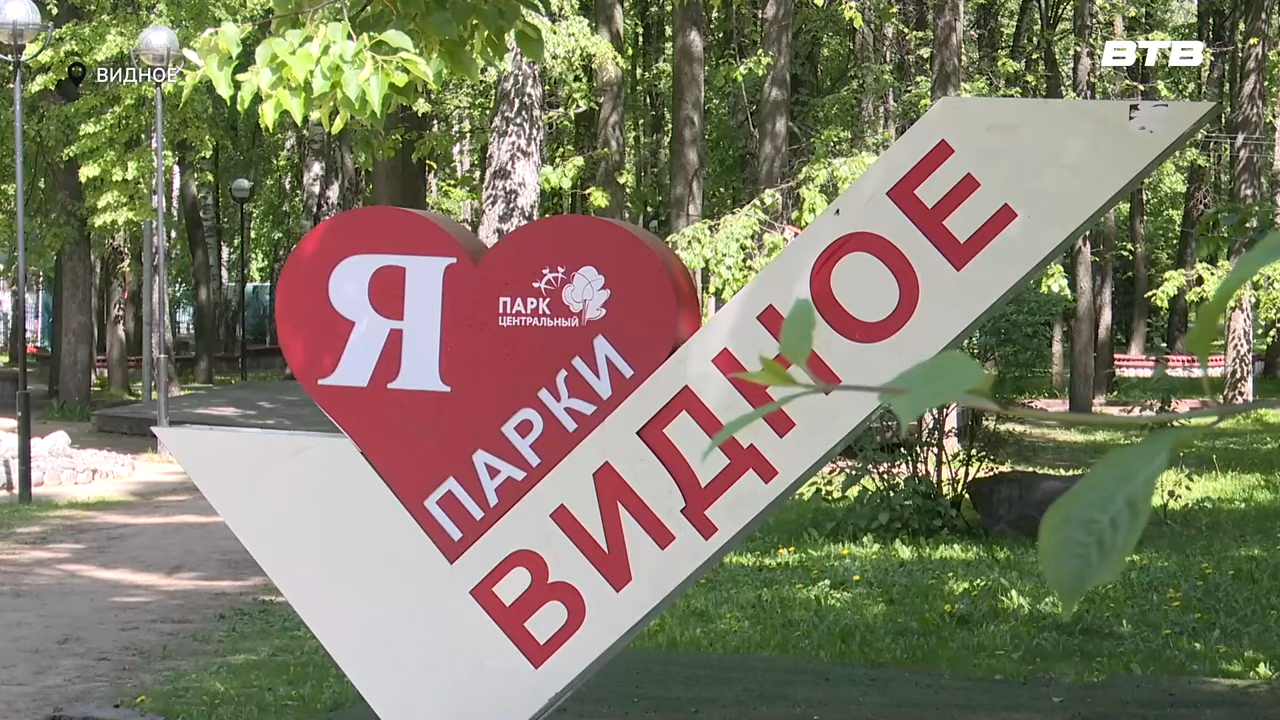 ВИДНОЕ
ВТВ
Я
ПАРК
ЦЕНТРАЛЬНЫЙ
ПАРКИ
ВИДНОЕ